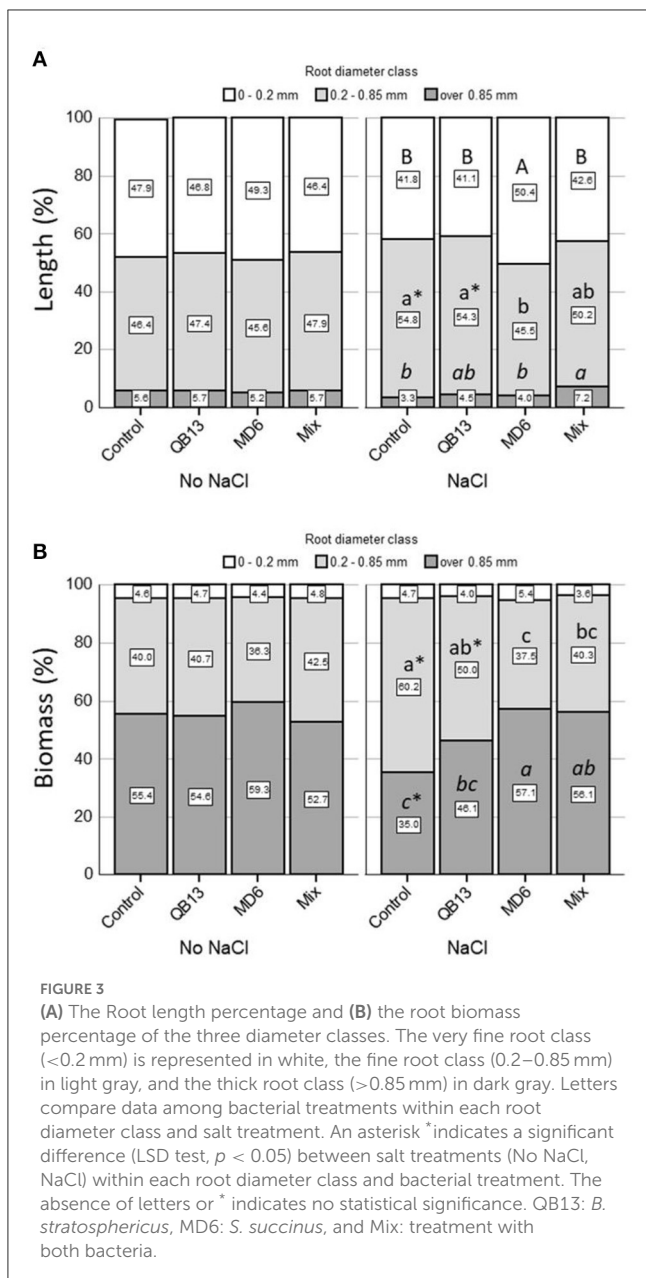 A
Root diameter class
0 - 0.2 mm 0.2 - 0.85 mm over 0.85 mm
Length (%)
100
80
60
40
20
0
47.9 46.8 49.3 46.4
46.4 47.4 45.6 47.9
5.6 5.7 5.2 5.7
Control QB13 MD6 Mix
No NaCl
B B A B
41.8 41.1 50.4 42.6
a* a* b ab
54.8 54.3 45.5 50.2
b ab b a
3.3 4.5 4.0 7.2
Control QB13 MD6 Mix
NaCl
B
Root diameter class
0 - 0.2 mm 0.2 - 0.85 mm over 0.85 mm
Biomass (%)
100
80
60
40
20
0
4.6 4.7 4.4 4.8
40.0 40.7 36.3 42.5
55.4 54.6 59.3 52.7
Control QB13 MD6 Mix
No NaCl
4.7 4.0 5.4 3.6
a* ab* c bc
60.2 50.0 37.5 40.3
c* bc a ab
35.0 46.1 57.1 56.1
Control QB13 MD6 Mix
NaCl
FIGURE 3
(A) The Root length percentage and (B) the root biomass
percentage of the three diameter classes. The very fine root class
(<0.2 mm) is represented in white, the fine root class (0.2–0.85 mm)
in light gray, and the thick root class (>0.85 mm) in dark gray. Letters
compare data among bacterial treatments within each root
diameter class and salt treatment. An asterisk *indicates a significant
difference (LSD test, p < 0.05) between salt treatments (No NaCl,
NaCl) within each root diameter class and bacterial treatment. The
absence of letters or * indicates no statistical significance. QB13: B.
stratosphericus, MD6: S. succinus, and Mix: treatment with
both bacteria.